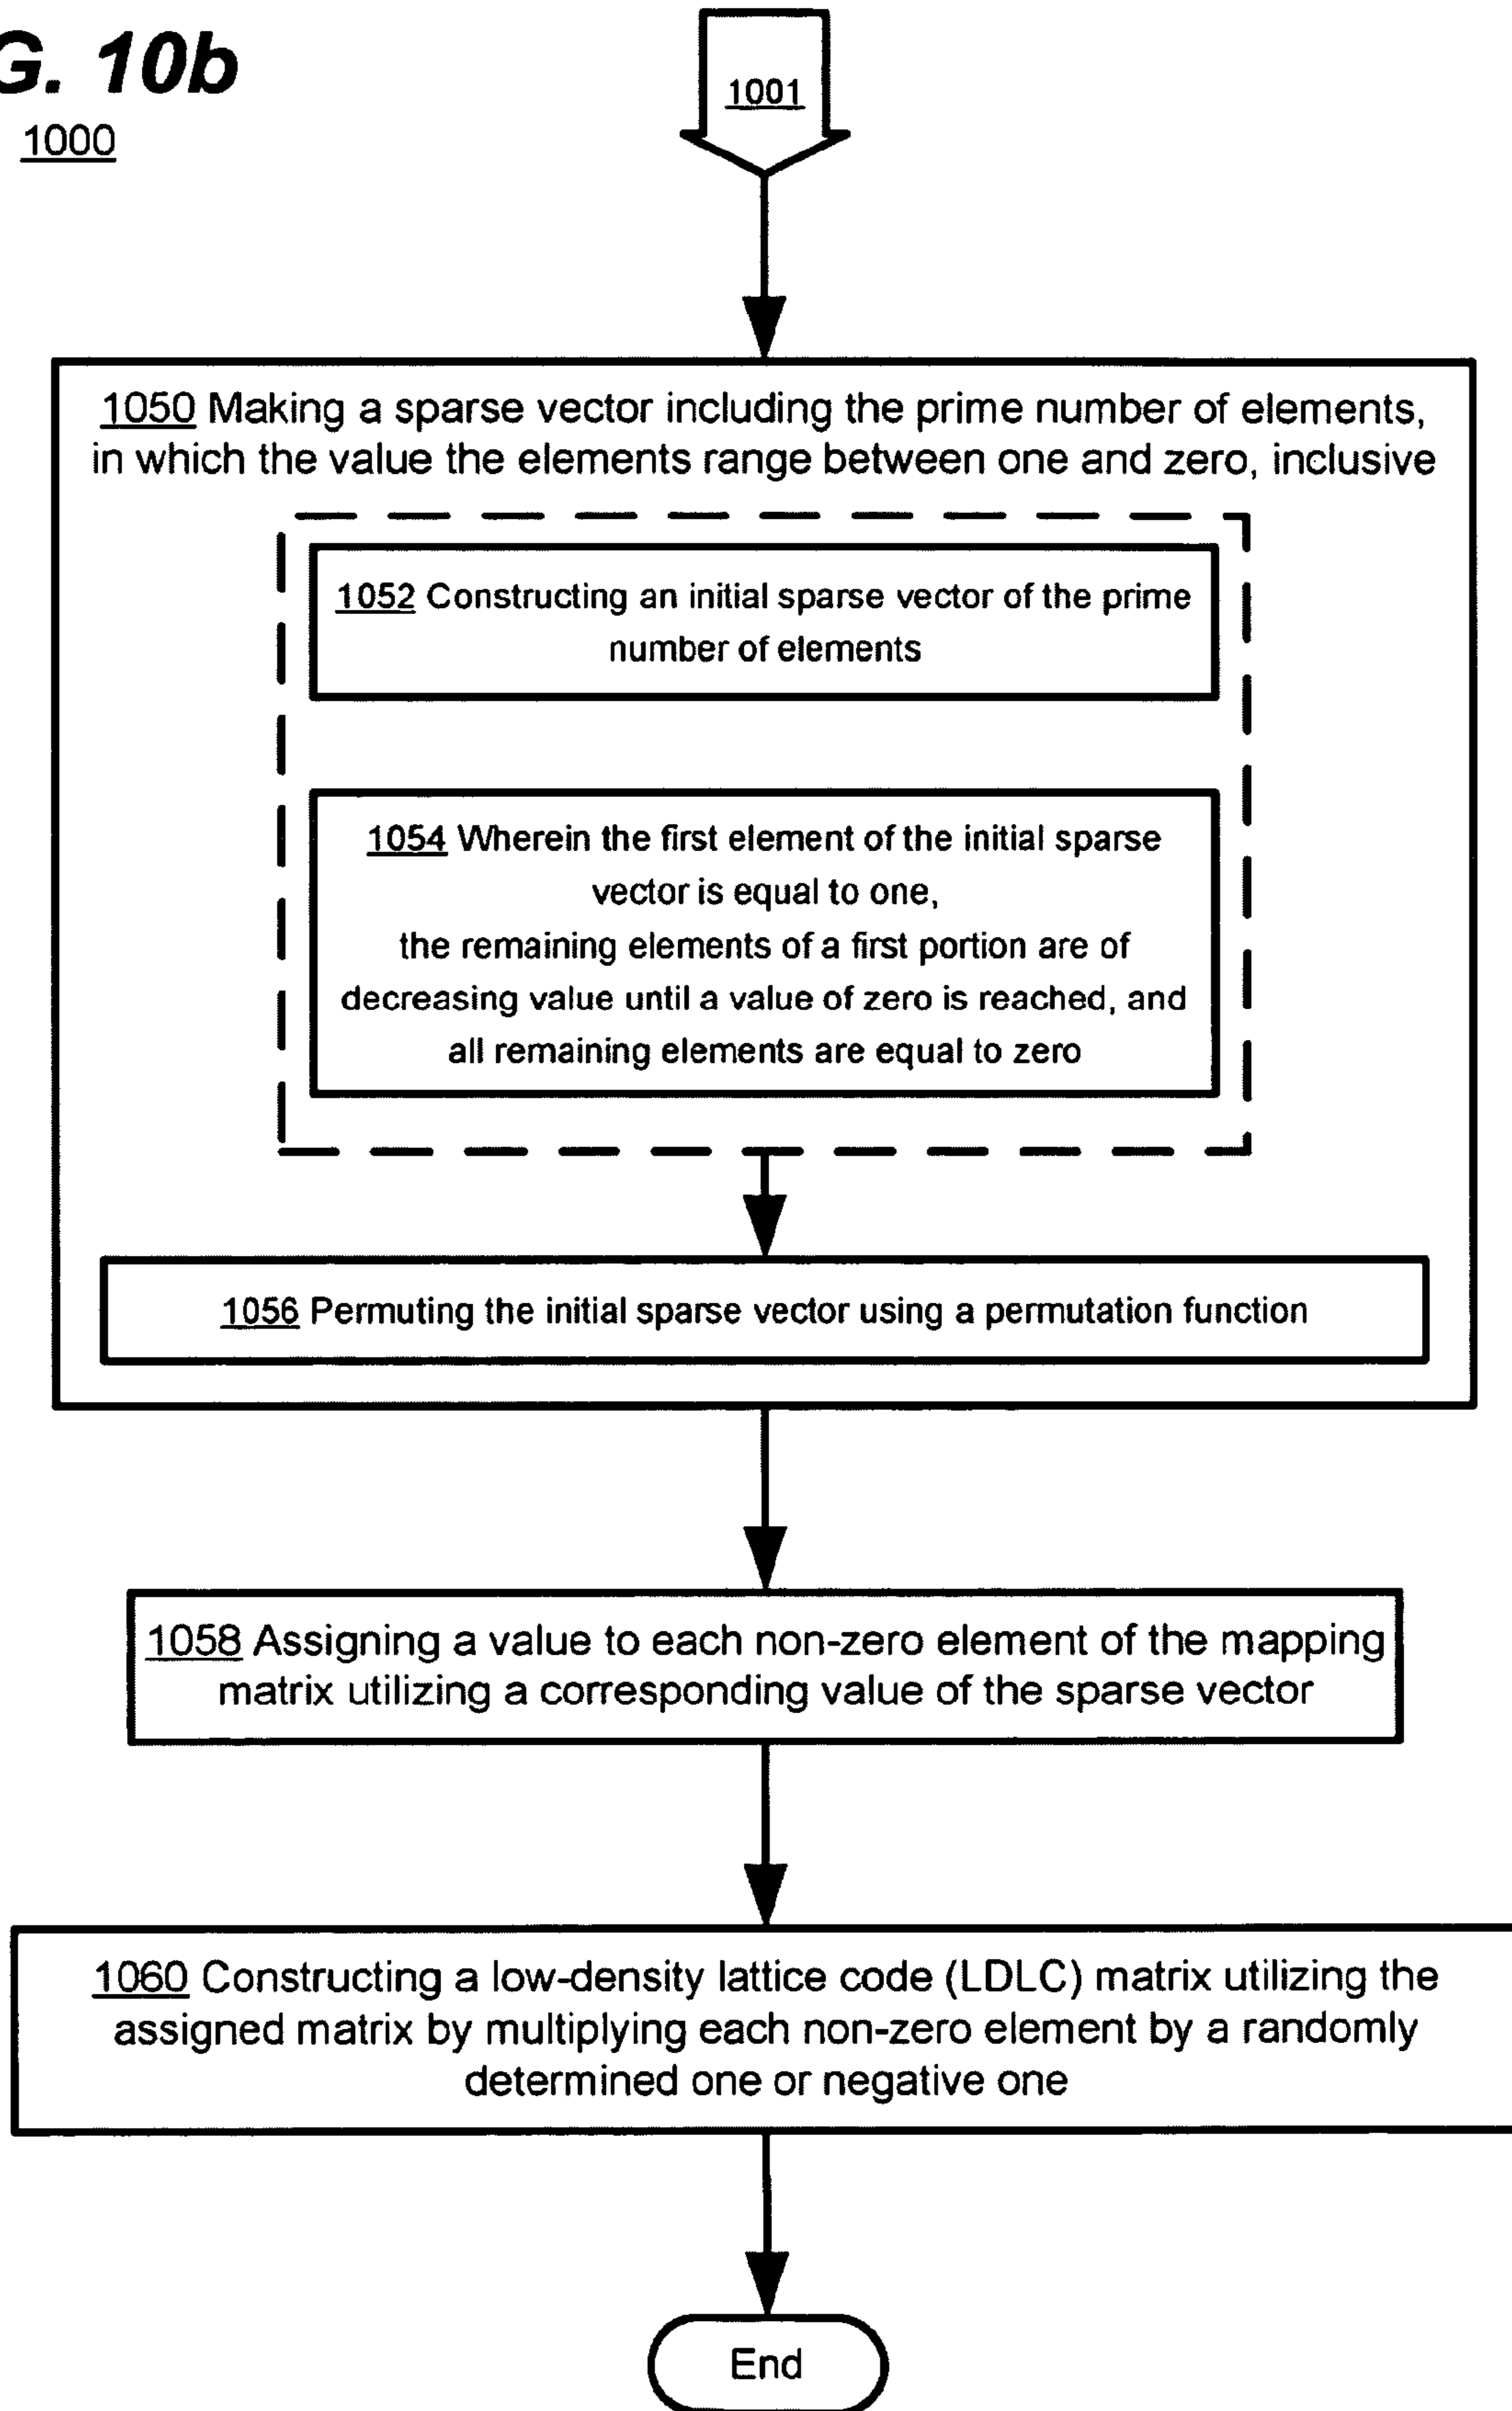 G. 10b
1000
1001
1050 Making a sparse vector including the prime number of elements,
in which the value the elements range between one and zero, inclusive
1052 Constructing an initial sparse vector of the prime
number of elements
1054 Wherein the first element of the initial sparse
vector is equal to one,
the remaining elements of a first portion are of
decreasing value until a value of zero is reached, and
all remaining elements are equal to zero
1056 Permuting the initial sparse vector using a permutation function
1058 Assigning a value to each non-zero element of the mapping
matrix utilizing a corresponding value of the sparse vector
1060 Constructing a low-density lattice code (LDLC) matrix utilizing the
assigned matrix by multiplying each non-zero element by a randomly
determined one or negative one
End